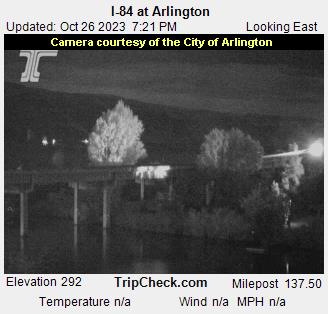 I-84 at Arlington
Updated: Oct 26 2023 7:21 PM Looking East
Camera courtesy of the City of Arlington
Elevation 292 TripCheck.com Milepost 137.50
Temperature n/a Wind n/a MPH n/a